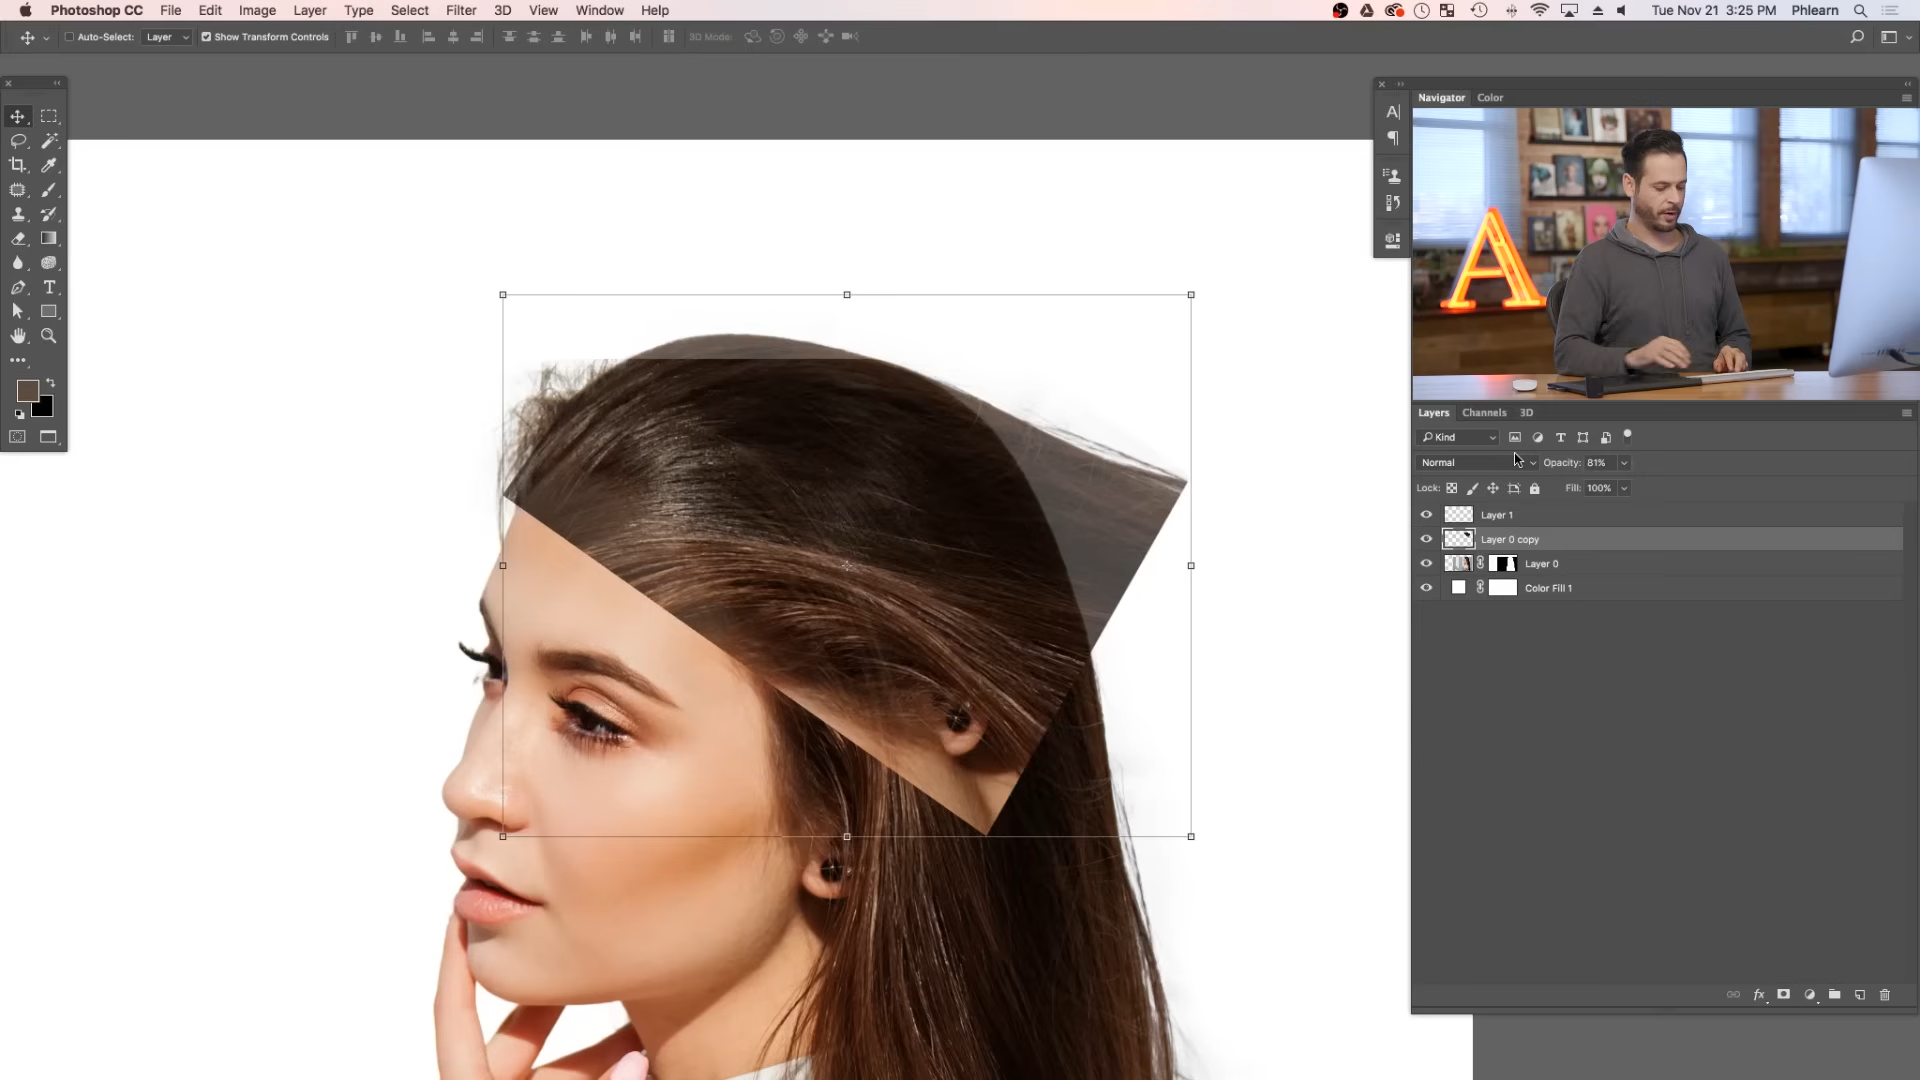 Photoshop CC File Edit Image Layer Type Select Filter 3D View Window Help Tue Nov 21 3:25 PM Phlearn
Auto-Select: Layer Show Transform Controls 3D Mode:
Navigator Color
Layers Channels 3D
Kind
Normal Opacity: 81%
Lock: Fill: 100%
Layer 1
Layer 0 copy
Layer 0
Color Fill 1